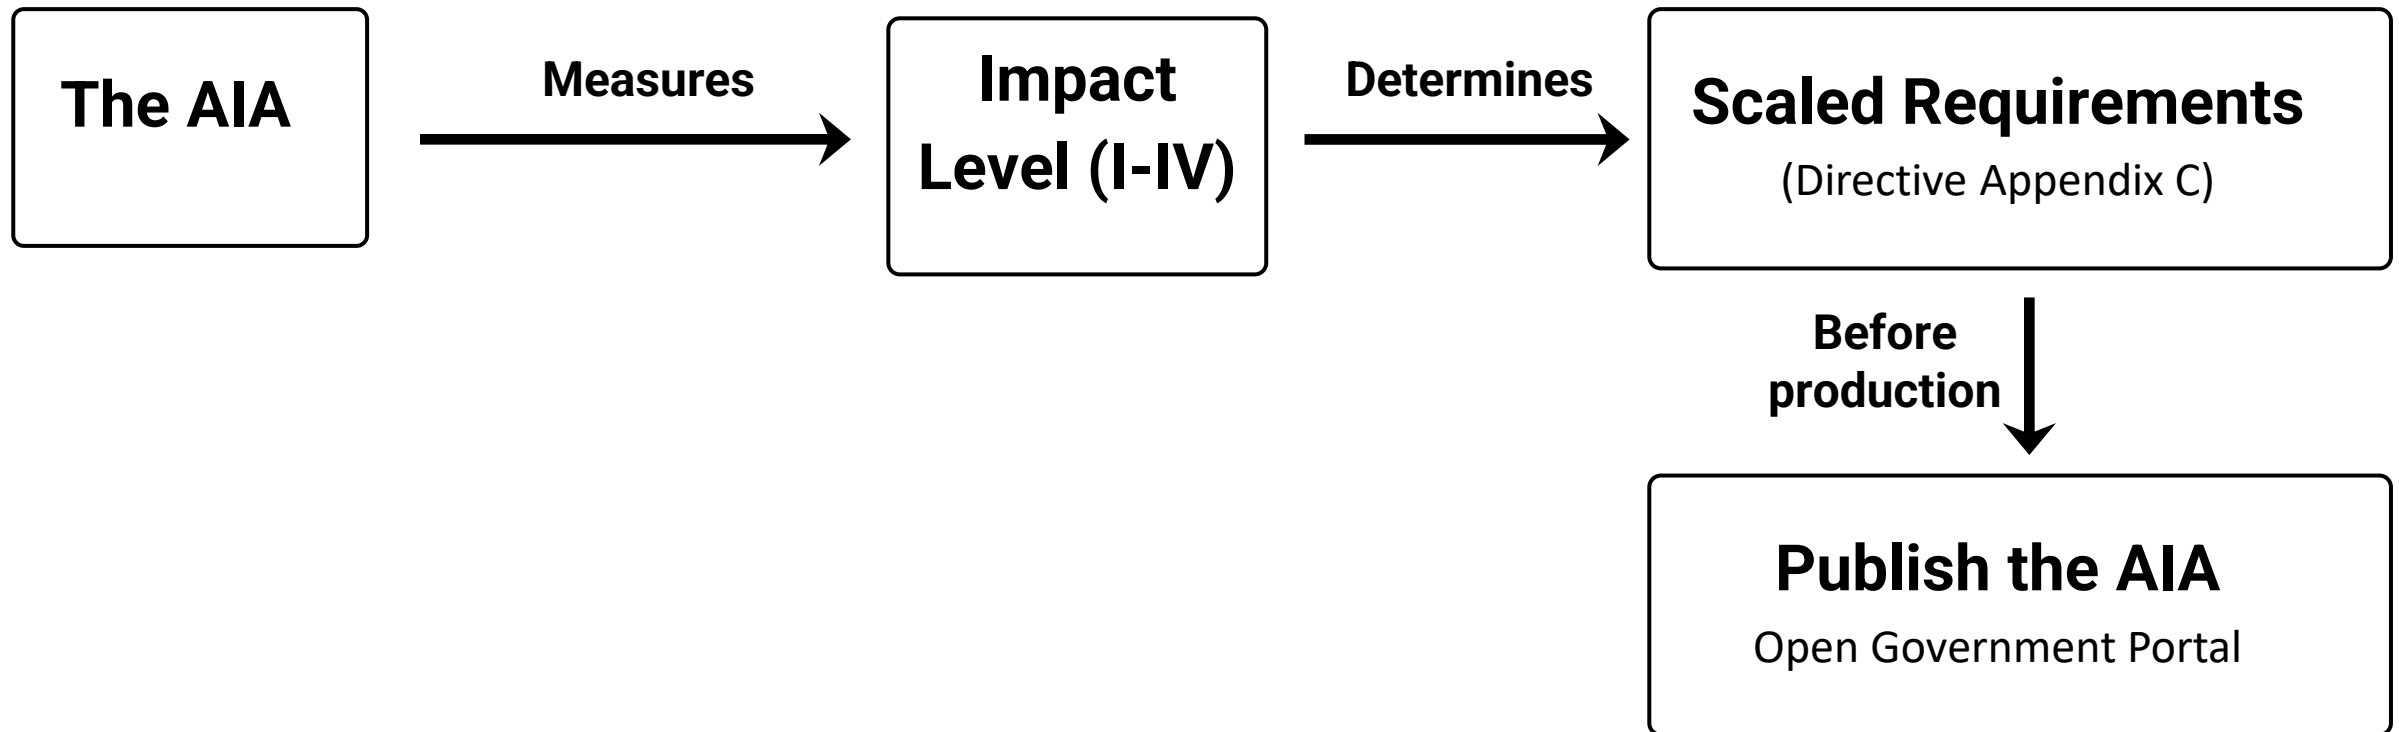 The AIA
Measures
Impact
Level (I-IV)
Determines
Scaled Requirements
(Directive Appendix C)
Before
production
Publish the AIA
Open Government Portal